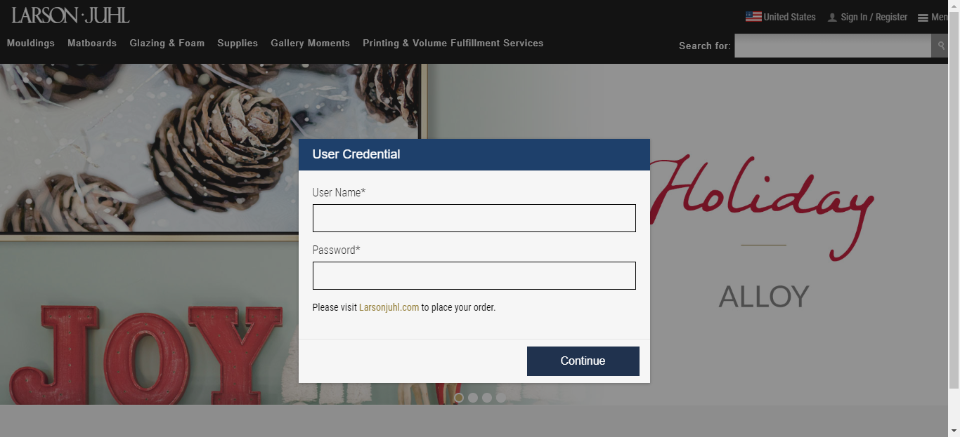 LARSON·JUHL
United States
Sign In / Register
Men
Mouldings Matboards Glazing & Foam Supplies Gallery Moments Printing & Volume Fulfillment Services
Search for:
User Credential
User Name*
Password*
Please visit Larsonjuhl.com to place your order.
Continue
Holiday
ALLOY
JOY